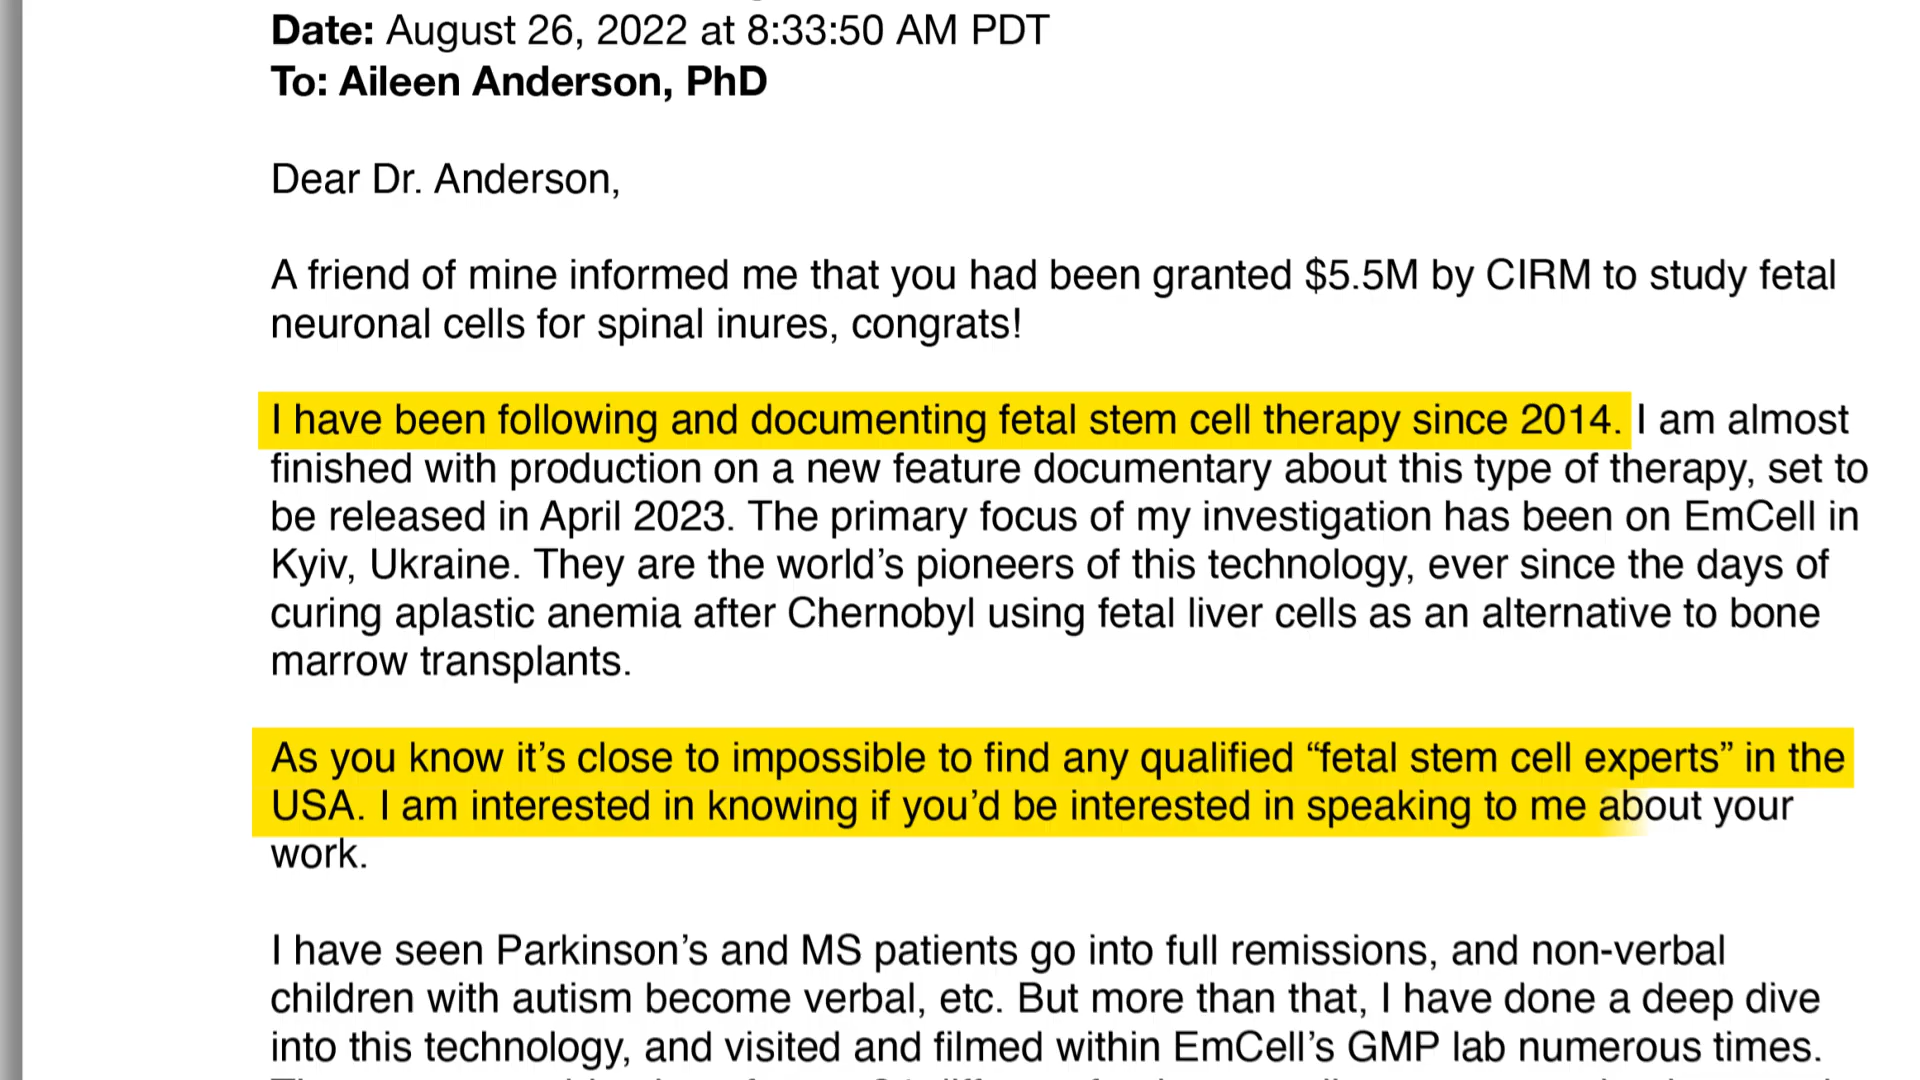 Date: August 26, 2022 at 8:33:50 AM PDT
To: Aileen Anderson, PhD
Dear Dr. Anderson,
A friend of mine informed me that you had been granted $5.5M by CIRM to study fetal
neuronal cells for spinal inures, congrats!
I have been following and documenting fetal stem cell therapy since 2014. I am almost
finished with production on a new feature documentary about this type of therapy, set to
be released in April 2023. The primary focus of my investigation has been on EmCell in
Kyiv, Ukraine. They are the world’s pioneers of this technology, ever since the days of
curing aplastic anemia after Chernobyl using fetal liver cells as an alternative to bone
marrow transplants.
As you know it’s close to impossible to find any qualified “fetal stem cell experts” in the
USA. I am interested in knowing if you’d be interested in speaking to me about your
work.
I have seen Parkinson’s and MS patients go into full remissions, and non-verbal
children with autism become verbal, etc. But more than that, I have done a deep dive
into this technology, and visited and filmed within EmCell’s GMP lab numerous times.